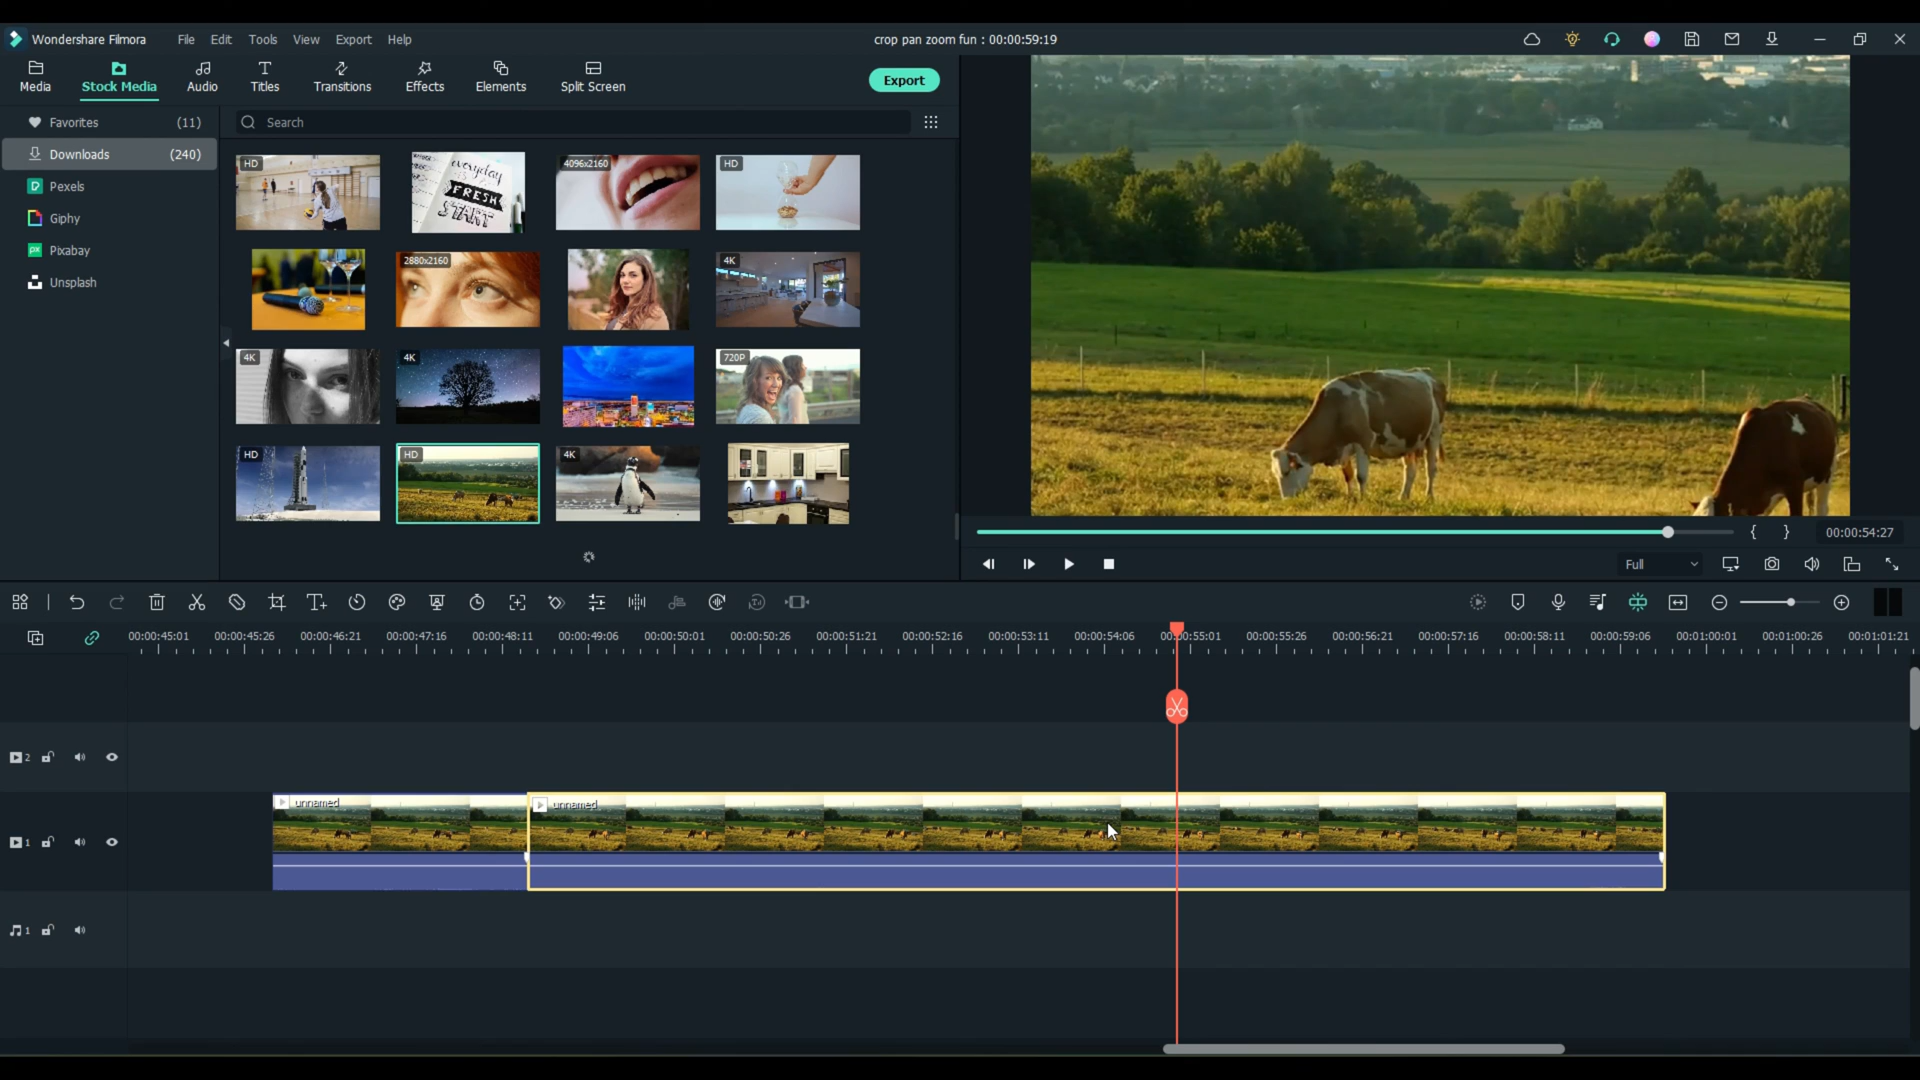 Wondershare Filmora File Edit Tools View Export Help crop pan zoom fun : 00:00:59:19
Media Stock Media Audio Titles Transitions Effects Elements Split Screen Export
Favorites (11) Search
Downloads (240)
Pexels
Giphy
Pixabay
Unsplash
HD 4096x2160 HD
everyday
FRESH
START
2880x2160 4K
4K 4K 720P
HD HD 4K
00:00:54:27
Full
00:00:45:01 00:00:45:26 00:00:46:21 00:00:47:16 00:00:48:11 00:00:49:06 00:00:50:01 00:00:50:26 00:00:51:21 00:00:52:16 00:00:53:11 00:00:54:06 00:00:55:01 00:00:55:26 00:00:56:21 00:00:57:16 00:00:58:11 00:00:59:06 00:01:00:01 00:01:00:26 00:01:01:21
2
unnamed unnamed
1
1